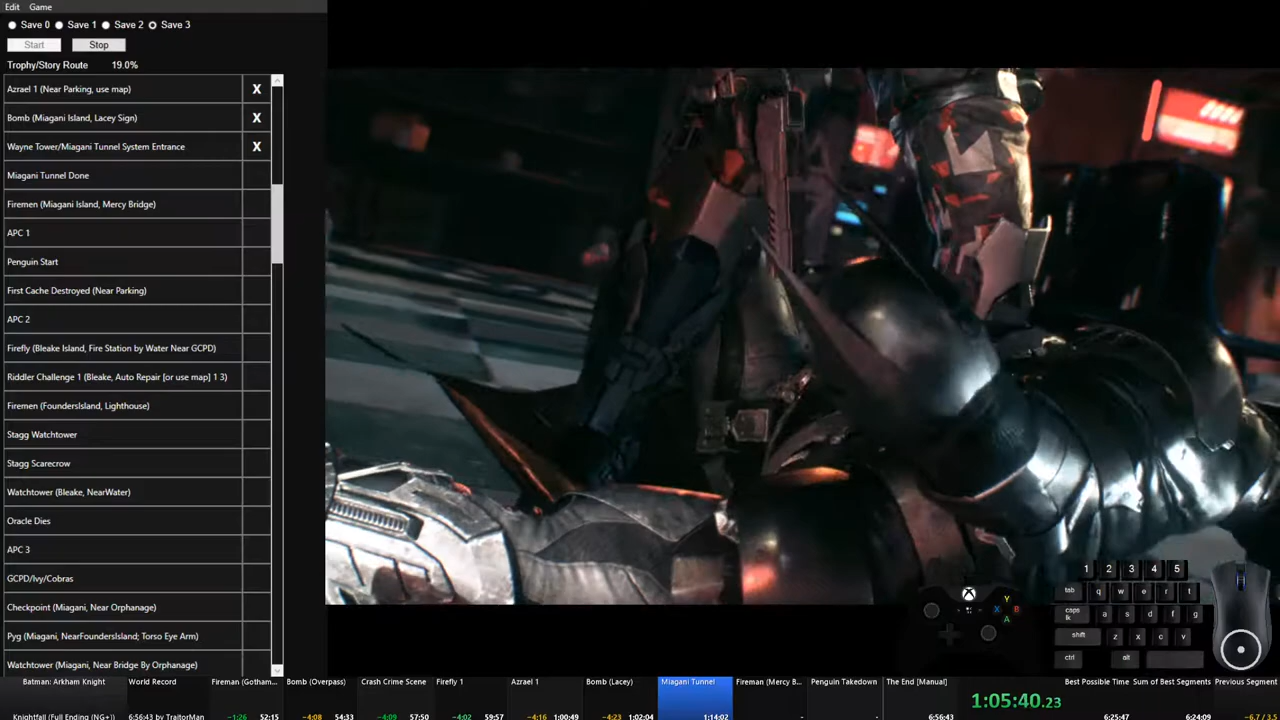 Edit Game
Save 0 Save 1 Save 2 Save 3
Start Stop
Trophy/Story Route 19.0%
Azrael 1 (Near Parking, use map) X
Bomb (Miagani Island, Lacey Sign) X
Wayne Tower/Miagani Tunnel System Entrance X
Miagani Tunnel Done
Firemen (Miagani Island, Mercy Bridge)
APC 1
Penguin Start
First Cache Destroyed (Near Parking)
APC 2
Firefly (Bleake Island, Fire Station by Water Near GCPD)
Riddler Challenge 1 (Bleake, Auto Repair [or use map] 1 3)
Firemen (FoundersIsland, Lighthouse)
Stagg Watchtower
Stagg Scarecrow
Watchtower (Bleake, NearWater)
Oracle Dies
APC 3
GCPD/Ivy/Cobras
Checkpoint (Miagani, Near Orphanage)
Pyg (Miagani, NearFoundersIsland; Torso Eye Arm)
Watchtower (Miagani, Near Bridge By Orphanage)
1 2 3 4 5
tab q w e r t
caps lk a s d f g
shift z x c v
ctrl alt
Y
X B
A
Batman: Arkham Knight World Record Fireman (Gotham... Bomb (Overpass) Crash Crime Scene Firefly 1 Azrael 1 Bomb (Lacey) Miagani Tunnel Fireman (Mercy B... Penguin Takedown The End [Manual] 1:05:40.23 Best Possible Time Sum of Best Segments Previous Segment
Knightfall (Full Ending (NG+)) 6:56:43 by TraitorMan -1:26 52:15 -4:08 54:33 -4:09 57:50 -4:02 59:57 -4:16 1:00:49 -4:23 1:02:04 1:14:02 - - 6:56:43 6:51:09 6:25:47 -6.7 / 3.5